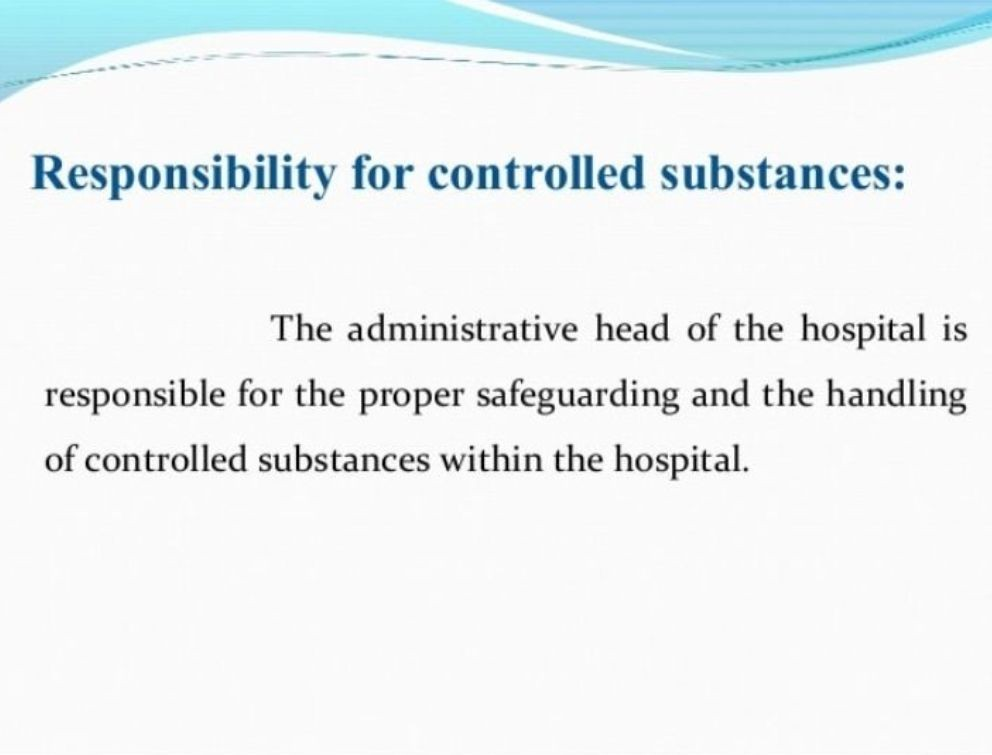 Responsibility for controlled substances:
The administrative head of the hospital is
responsible for the proper safeguarding and the handling
of controlled substances within the hospital.